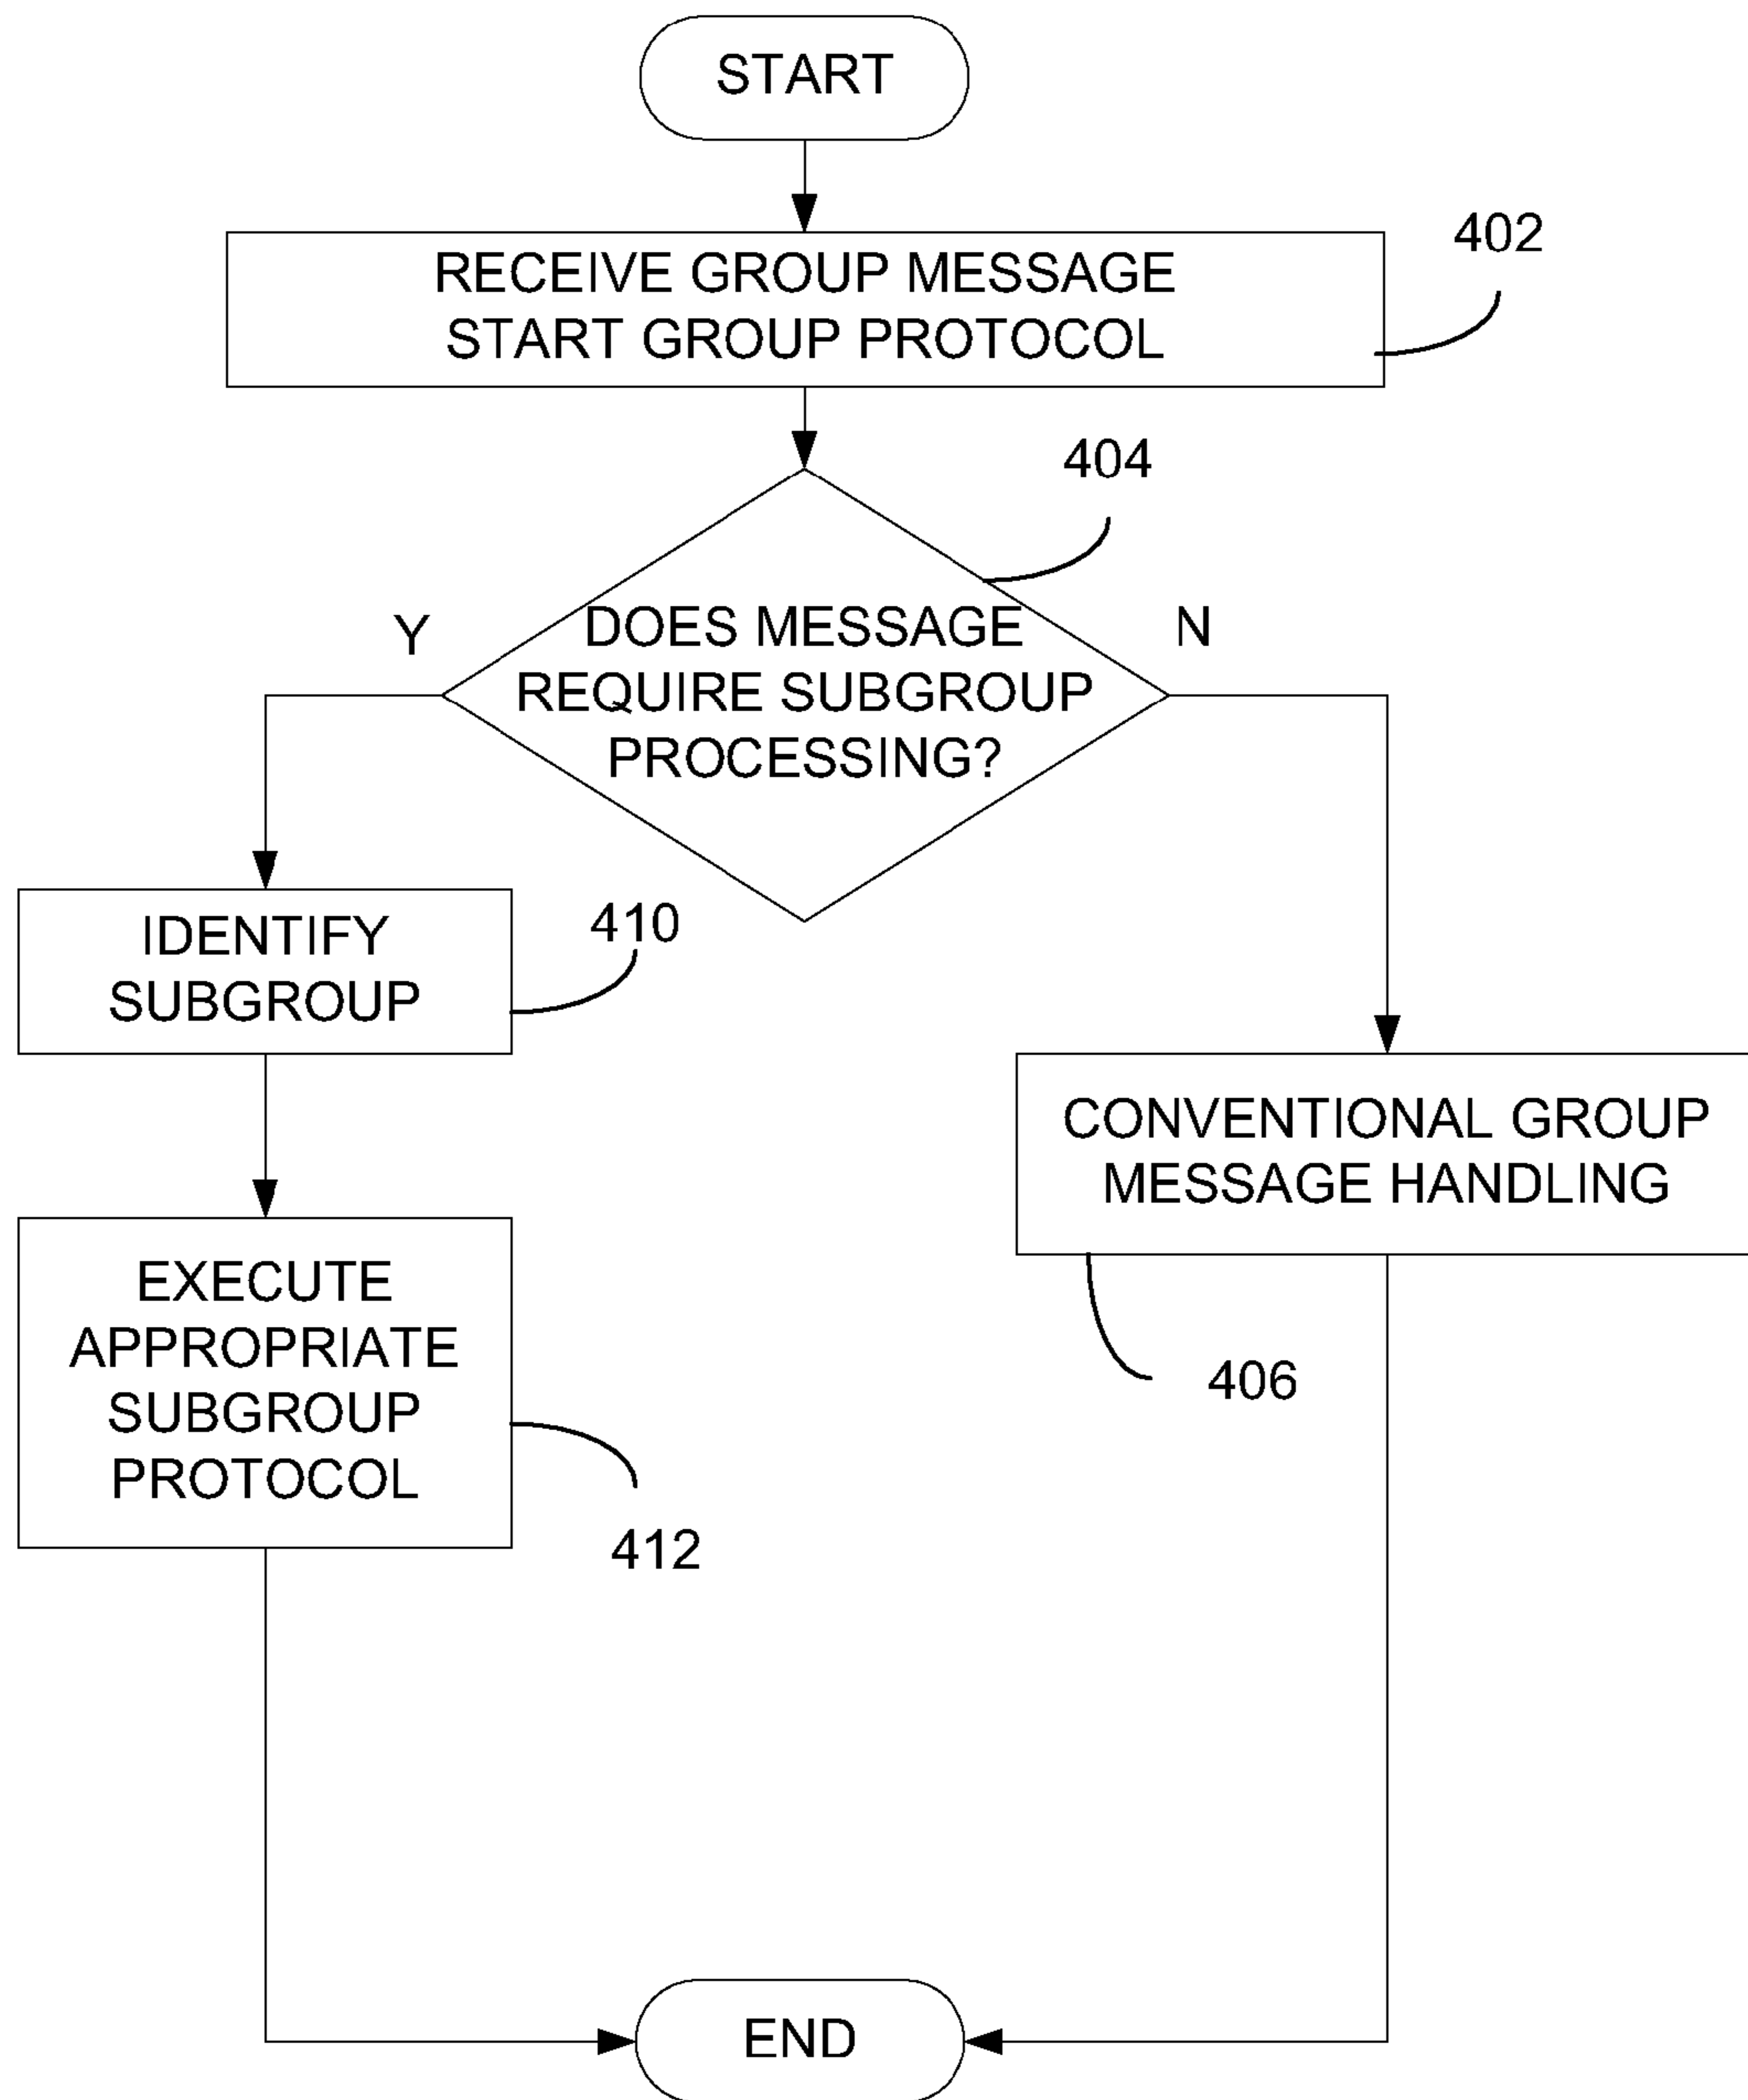 START
RECEIVE GROUP MESSAGE
START GROUP PROTOCOL
402
404
Y
DOES MESSAGE
REQUIRE SUBGROUP
PROCESSING?
N
IDENTIFY
SUBGROUP
410
CONVENTIONAL GROUP
MESSAGE HANDLING
406
EXECUTE
APPROPRIATE
SUBGROUP
PROTOCOL
412
END